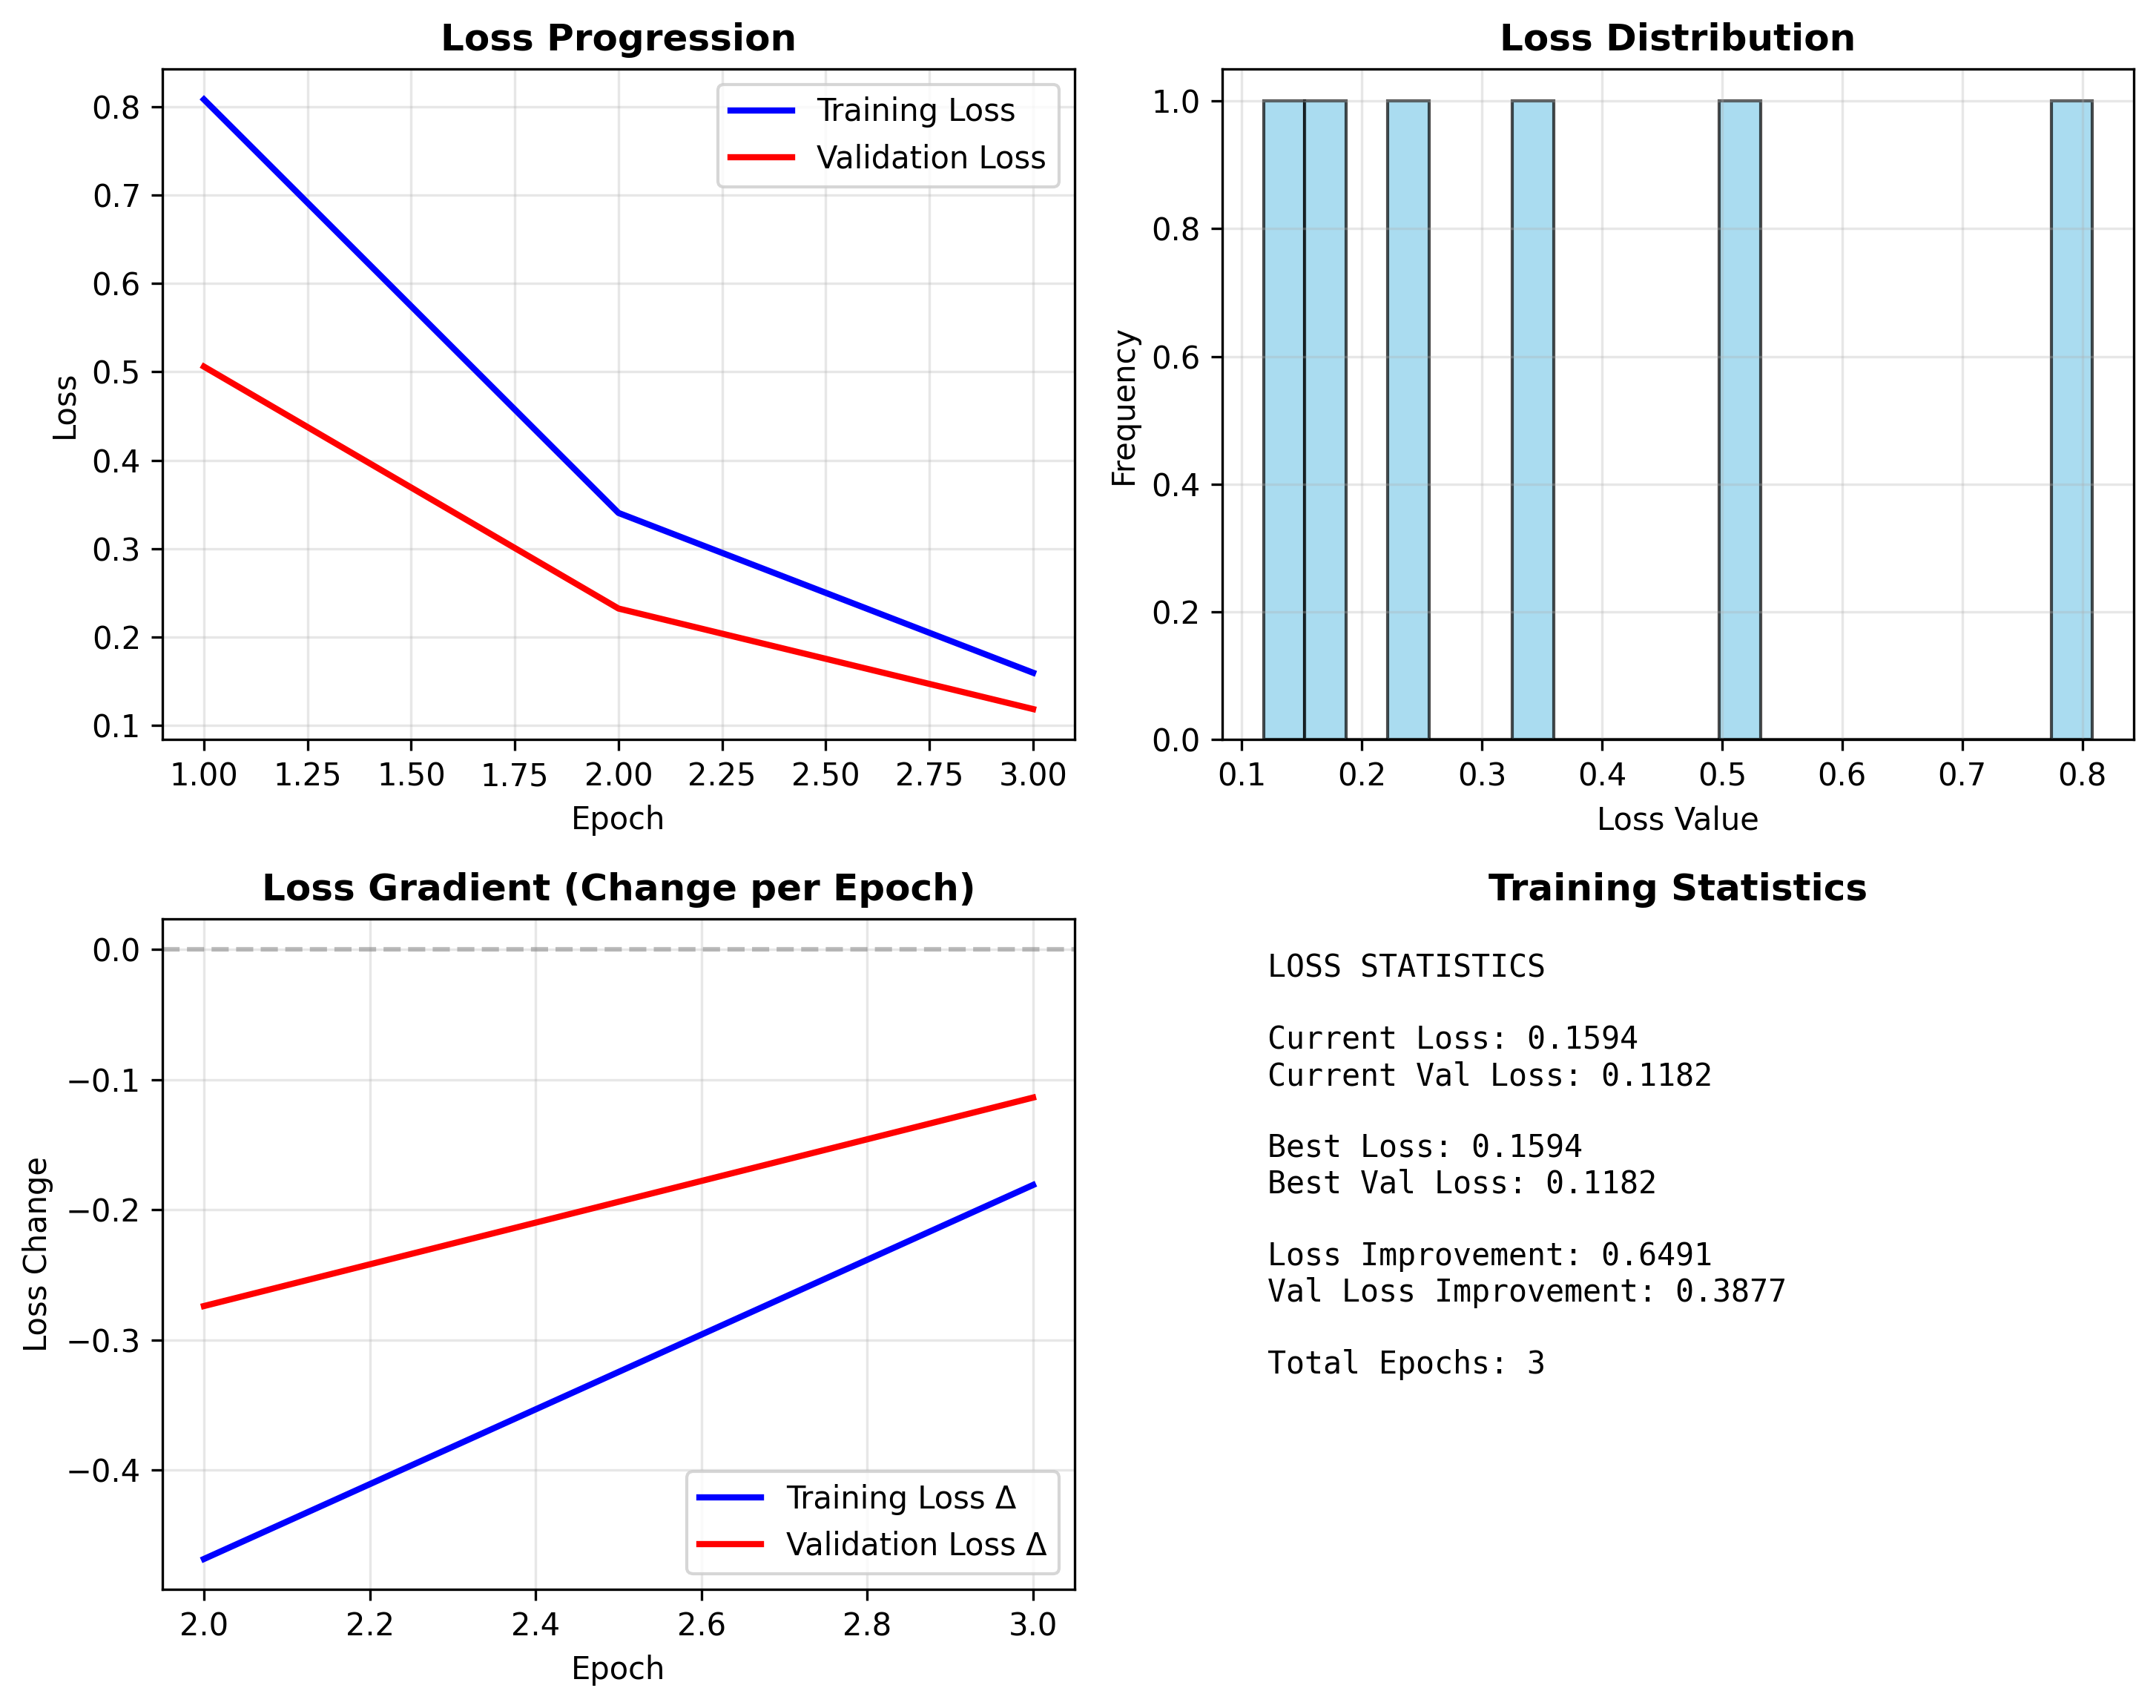 Loss Progression
0.8
0.7
0.6
0.5
0.4
0.3
0.2
0.1
Loss
Training Loss
Validation Loss
1.00 1.25 1.50 1.75 2.00 2.25 2.50 2.75 3.00
Epoch
Loss Distribution
1.0
0.8
0.6
0.4
0.2
0.0
Frequency
0.1 0.2 0.3 0.4 0.5 0.6 0.7 0.8
Loss Value
Loss Gradient (Change per Epoch)
0.0
−0.1
−0.2
−0.3
−0.4
Loss Change
Training Loss Δ
Validation Loss Δ
2.0 2.2 2.4 2.6 2.8 3.0
Epoch
Training Statistics
LOSS STATISTICS
Current Loss: 0.1594
Current Val Loss: 0.1182
Best Loss: 0.1594
Best Val Loss: 0.1182
Loss Improvement: 0.6491
Val Loss Improvement: 0.3877
Total Epochs: 3